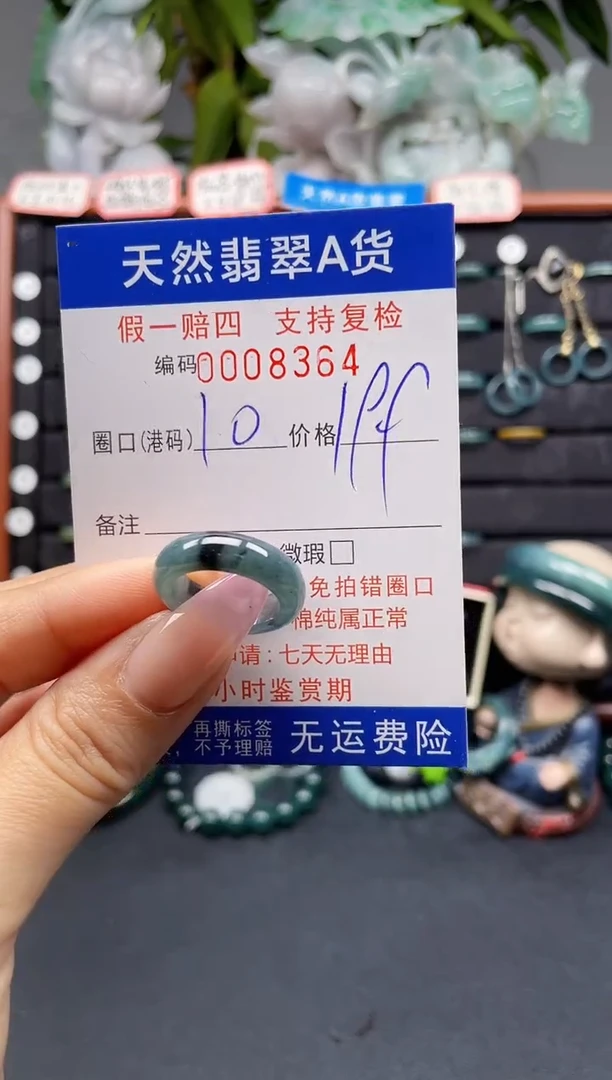 天然翡翠A货
假一赔四 支持复检
编码0008364
圈口(港码) 10 价格 199
备注
微瑕□
免拍错圈口
棉纯属正常
申请:七天无理由
小时鉴赏期
再撕标签
不予理赔
无运费险